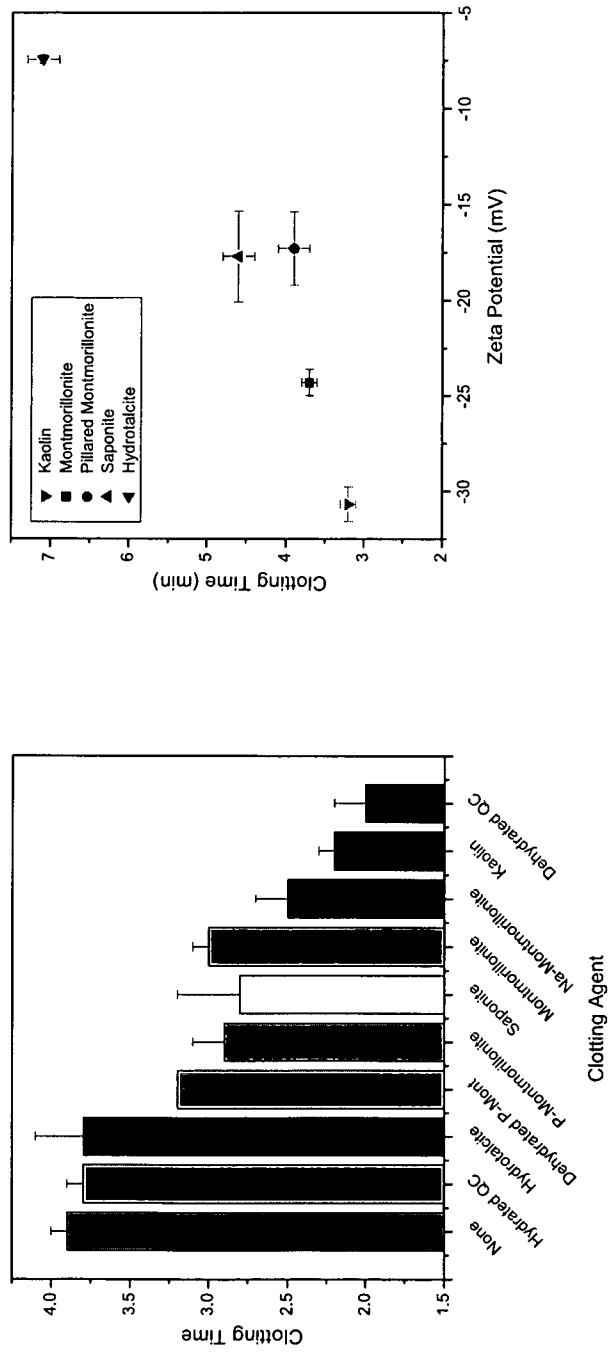 Clotting Time
4.0
3.5
3.0
2.5
2.0
1.5
None
Hydrated QC
Hydrotalcite
Dehydrated P-Mont
P-Montmorillonite
Saponite
Montmorillonite
Na-Montmorillonite
Kaolin
Dehydrated QC
Clotting Agent
Clotting Time (min)
7
6
5
4
3
Kaolin
Montmorillonite
Pillared Montmorillonite
Saponite
Hydrotalcite
-30
-25
-20
-15
-10
-5
Zeta Potential (mV)